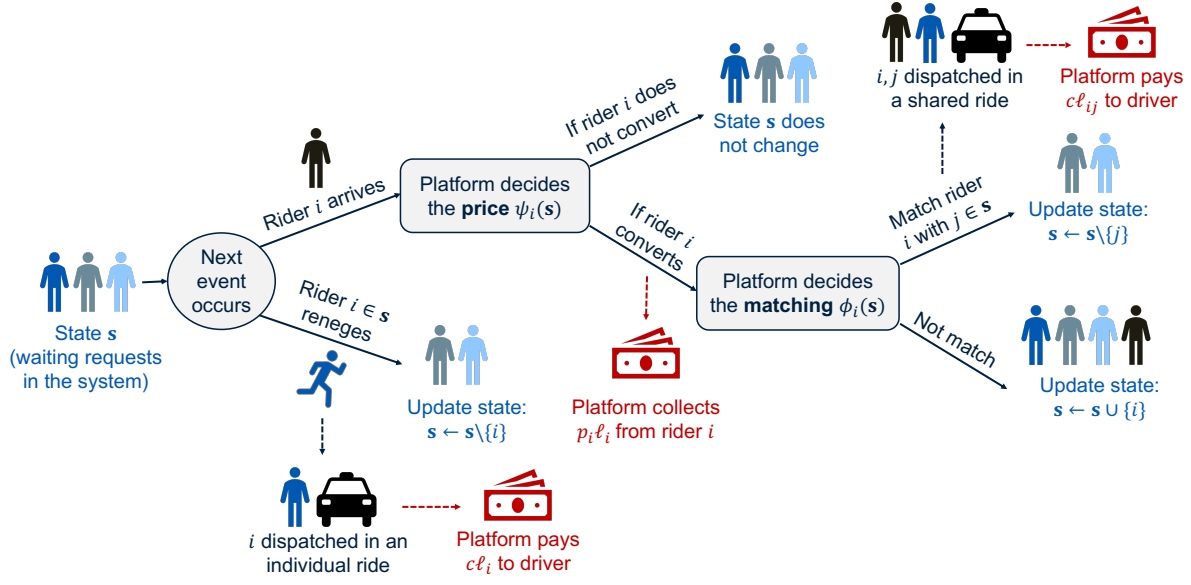 State 𝐬
(waiting requests
in the system)
Next
event
occurs
Rider 𝑖 arrives
Rider 𝑖 ∈ 𝐬
reneges
Update state:
𝐬 ← 𝐬\{𝑖}
𝑖 dispatched in an
individual ride
Platform pays
𝑐ℓ𝑖 to driver
Platform decides
the price 𝜓𝑖(𝐬)
If rider 𝑖 does
not convert
State 𝐬 does
not change
If rider 𝑖
converts
Platform collects
𝑝𝑖ℓ𝑖 from rider 𝑖
Platform decides
the matching 𝜙𝑖(𝐬)
Match rider
𝑖 with 𝑗 ∈ 𝐬
𝑖, 𝑗 dispatched in
a shared ride
Platform pays
𝑐ℓ𝑖𝑗 to driver
Update state:
𝐬 ← 𝐬\{𝑗}
Not match
Update state:
𝐬 ← 𝐬 ∪ {𝑖}